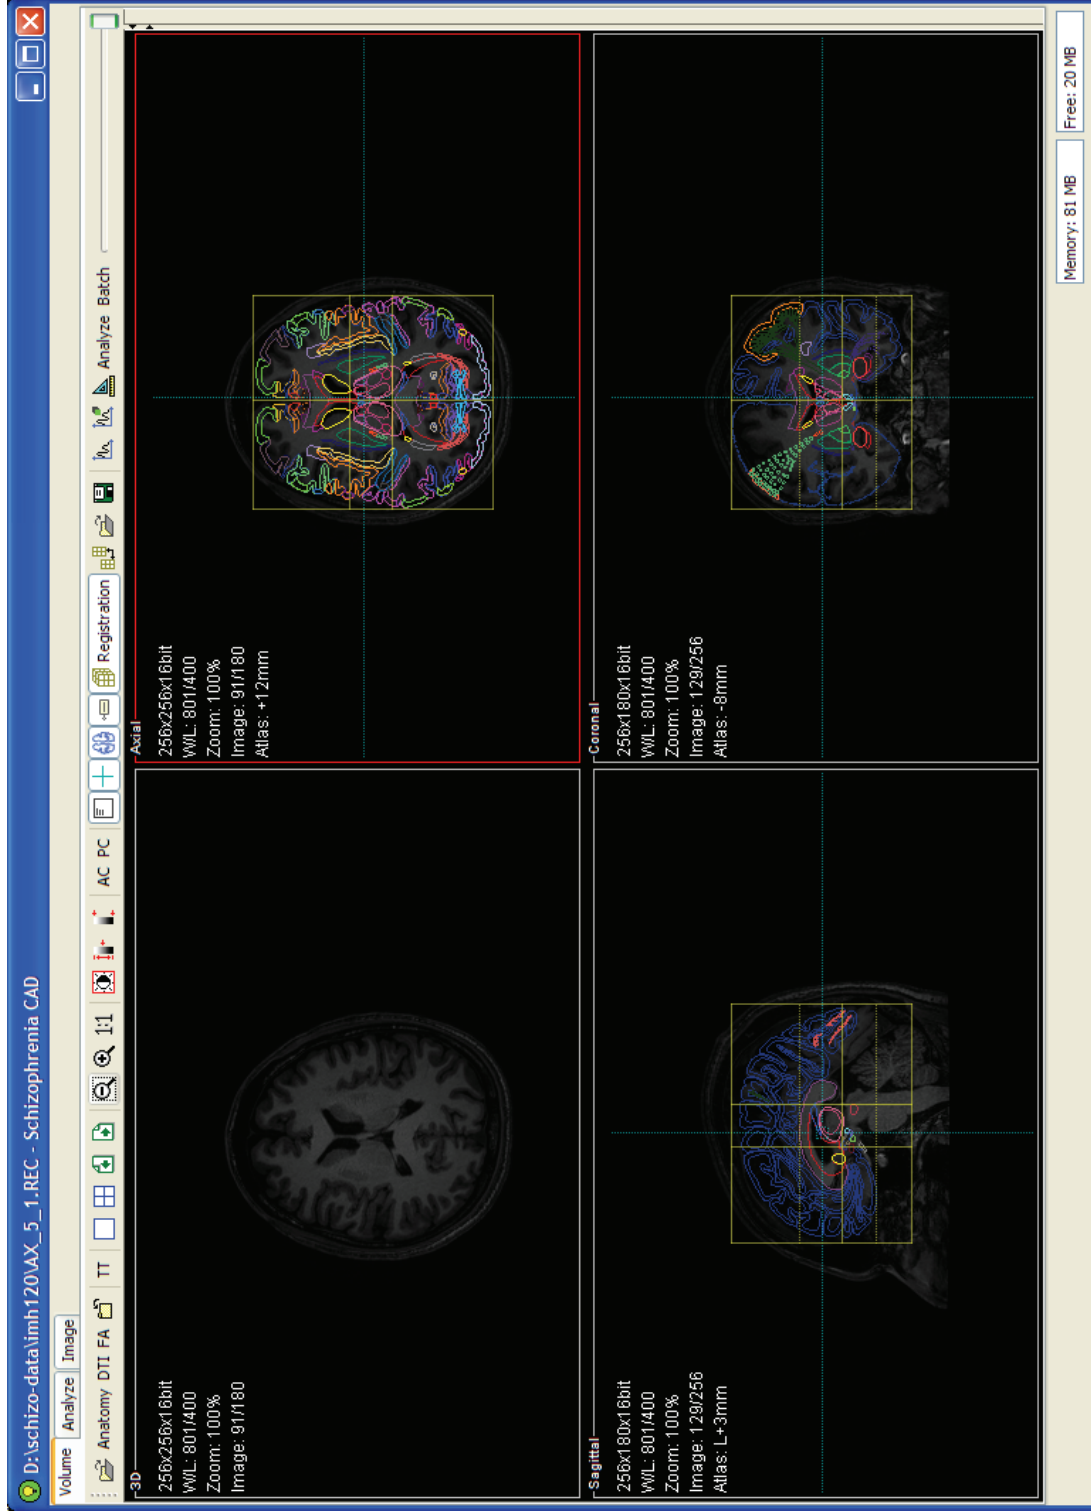 D:\schizo-data\imh120\AX_5_1.REC - Schizophrenia CAD
Volume Analyze Image
Anatomy DTI FA TT 1:1 AC PC Registration Analyze Batch
3D
256x256x16bit
W/L: 801/400
Zoom: 100%
Image: 91/180
Axial
256x256x16bit
W/L: 801/400
Zoom: 100%
Image: 91/180
Atlas: +12mm
Sagittal
256x180x16bit
W/L: 801/400
Zoom: 100%
Image: 129/256
Atlas: L+3mm
Coronal
256x180x16bit
W/L: 801/400
Zoom: 100%
Image: 129/256
Atlas: -8mm
Memory: 81 MB Free: 20 MB